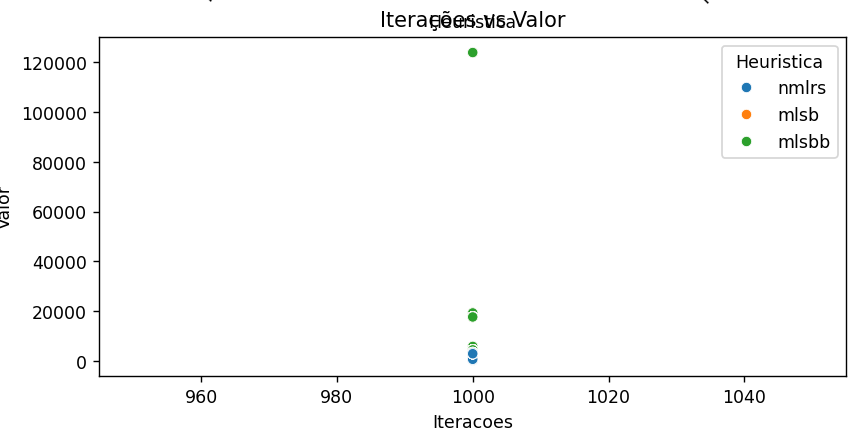 Heuristica
Iterações vs Valor
120000
100000
80000
60000
40000
20000
0
Valor
960
980
1000
1020
1040
Iteracoes
Heuristica
nmlrs
mlsb
mlsbb